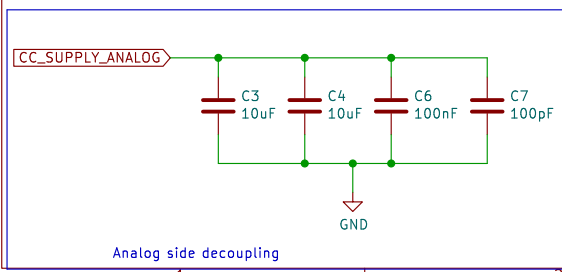 CC_SUPPLY_ANALOG
C3
10uF
C4
10uF
C6
100nF
C7
100pF
GND
Analog side decoupling